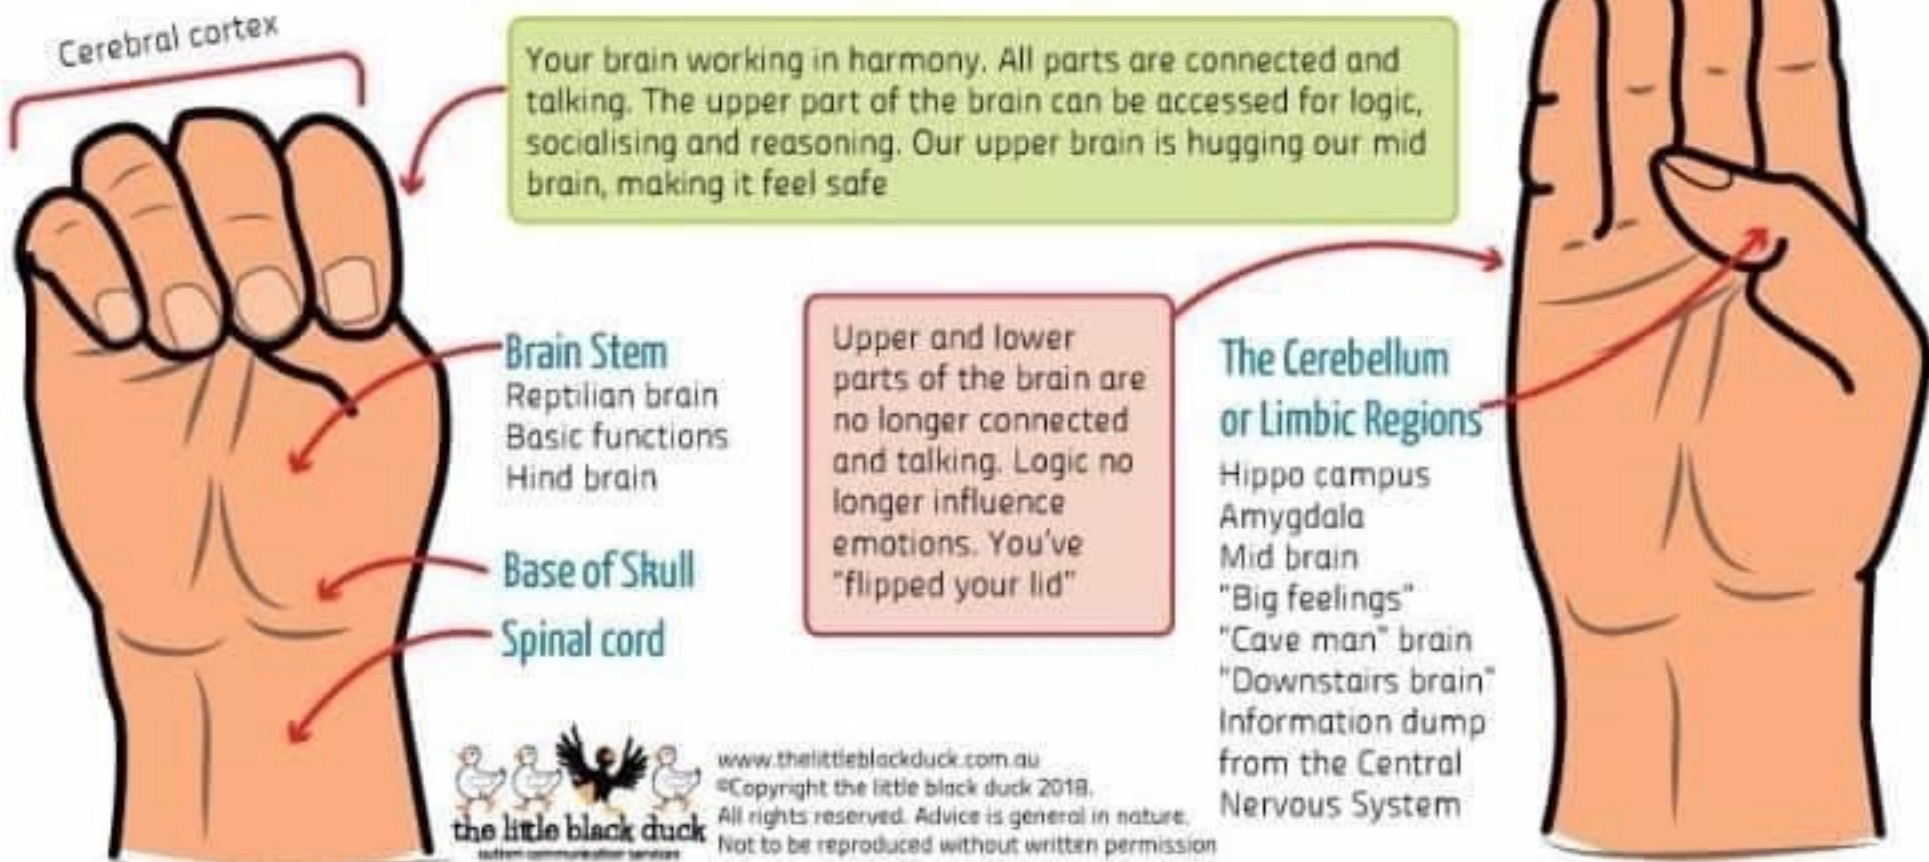 Cerebral cortex
Your brain working in harmony. All parts are connected and
talking. The upper part of the brain can be accessed for logic,
socialising and reasoning. Our upper brain is hugging our mid
brain, making it feel safe
Brain Stem
Reptilian brain
Basic functions
Hind brain
Base of Skull
Spinal cord
Upper and lower
parts of the brain are
no longer connected
and talking. Logic no
longer influence
emotions. You've
"flipped your lid"
The Cerebellum
or Limbic Regions
Hippo campus
Amygdala
Mid brain
"Big feelings"
"Cave man" brain
"Downstairs brain"
Information dump
from the Central
Nervous System
the little black duck
autism communication services
www.thelittleblackduck.com.au
©Copyright the little black duck 2018.
All rights reserved. Advice is general in nature.
Not to be reproduced without written permission